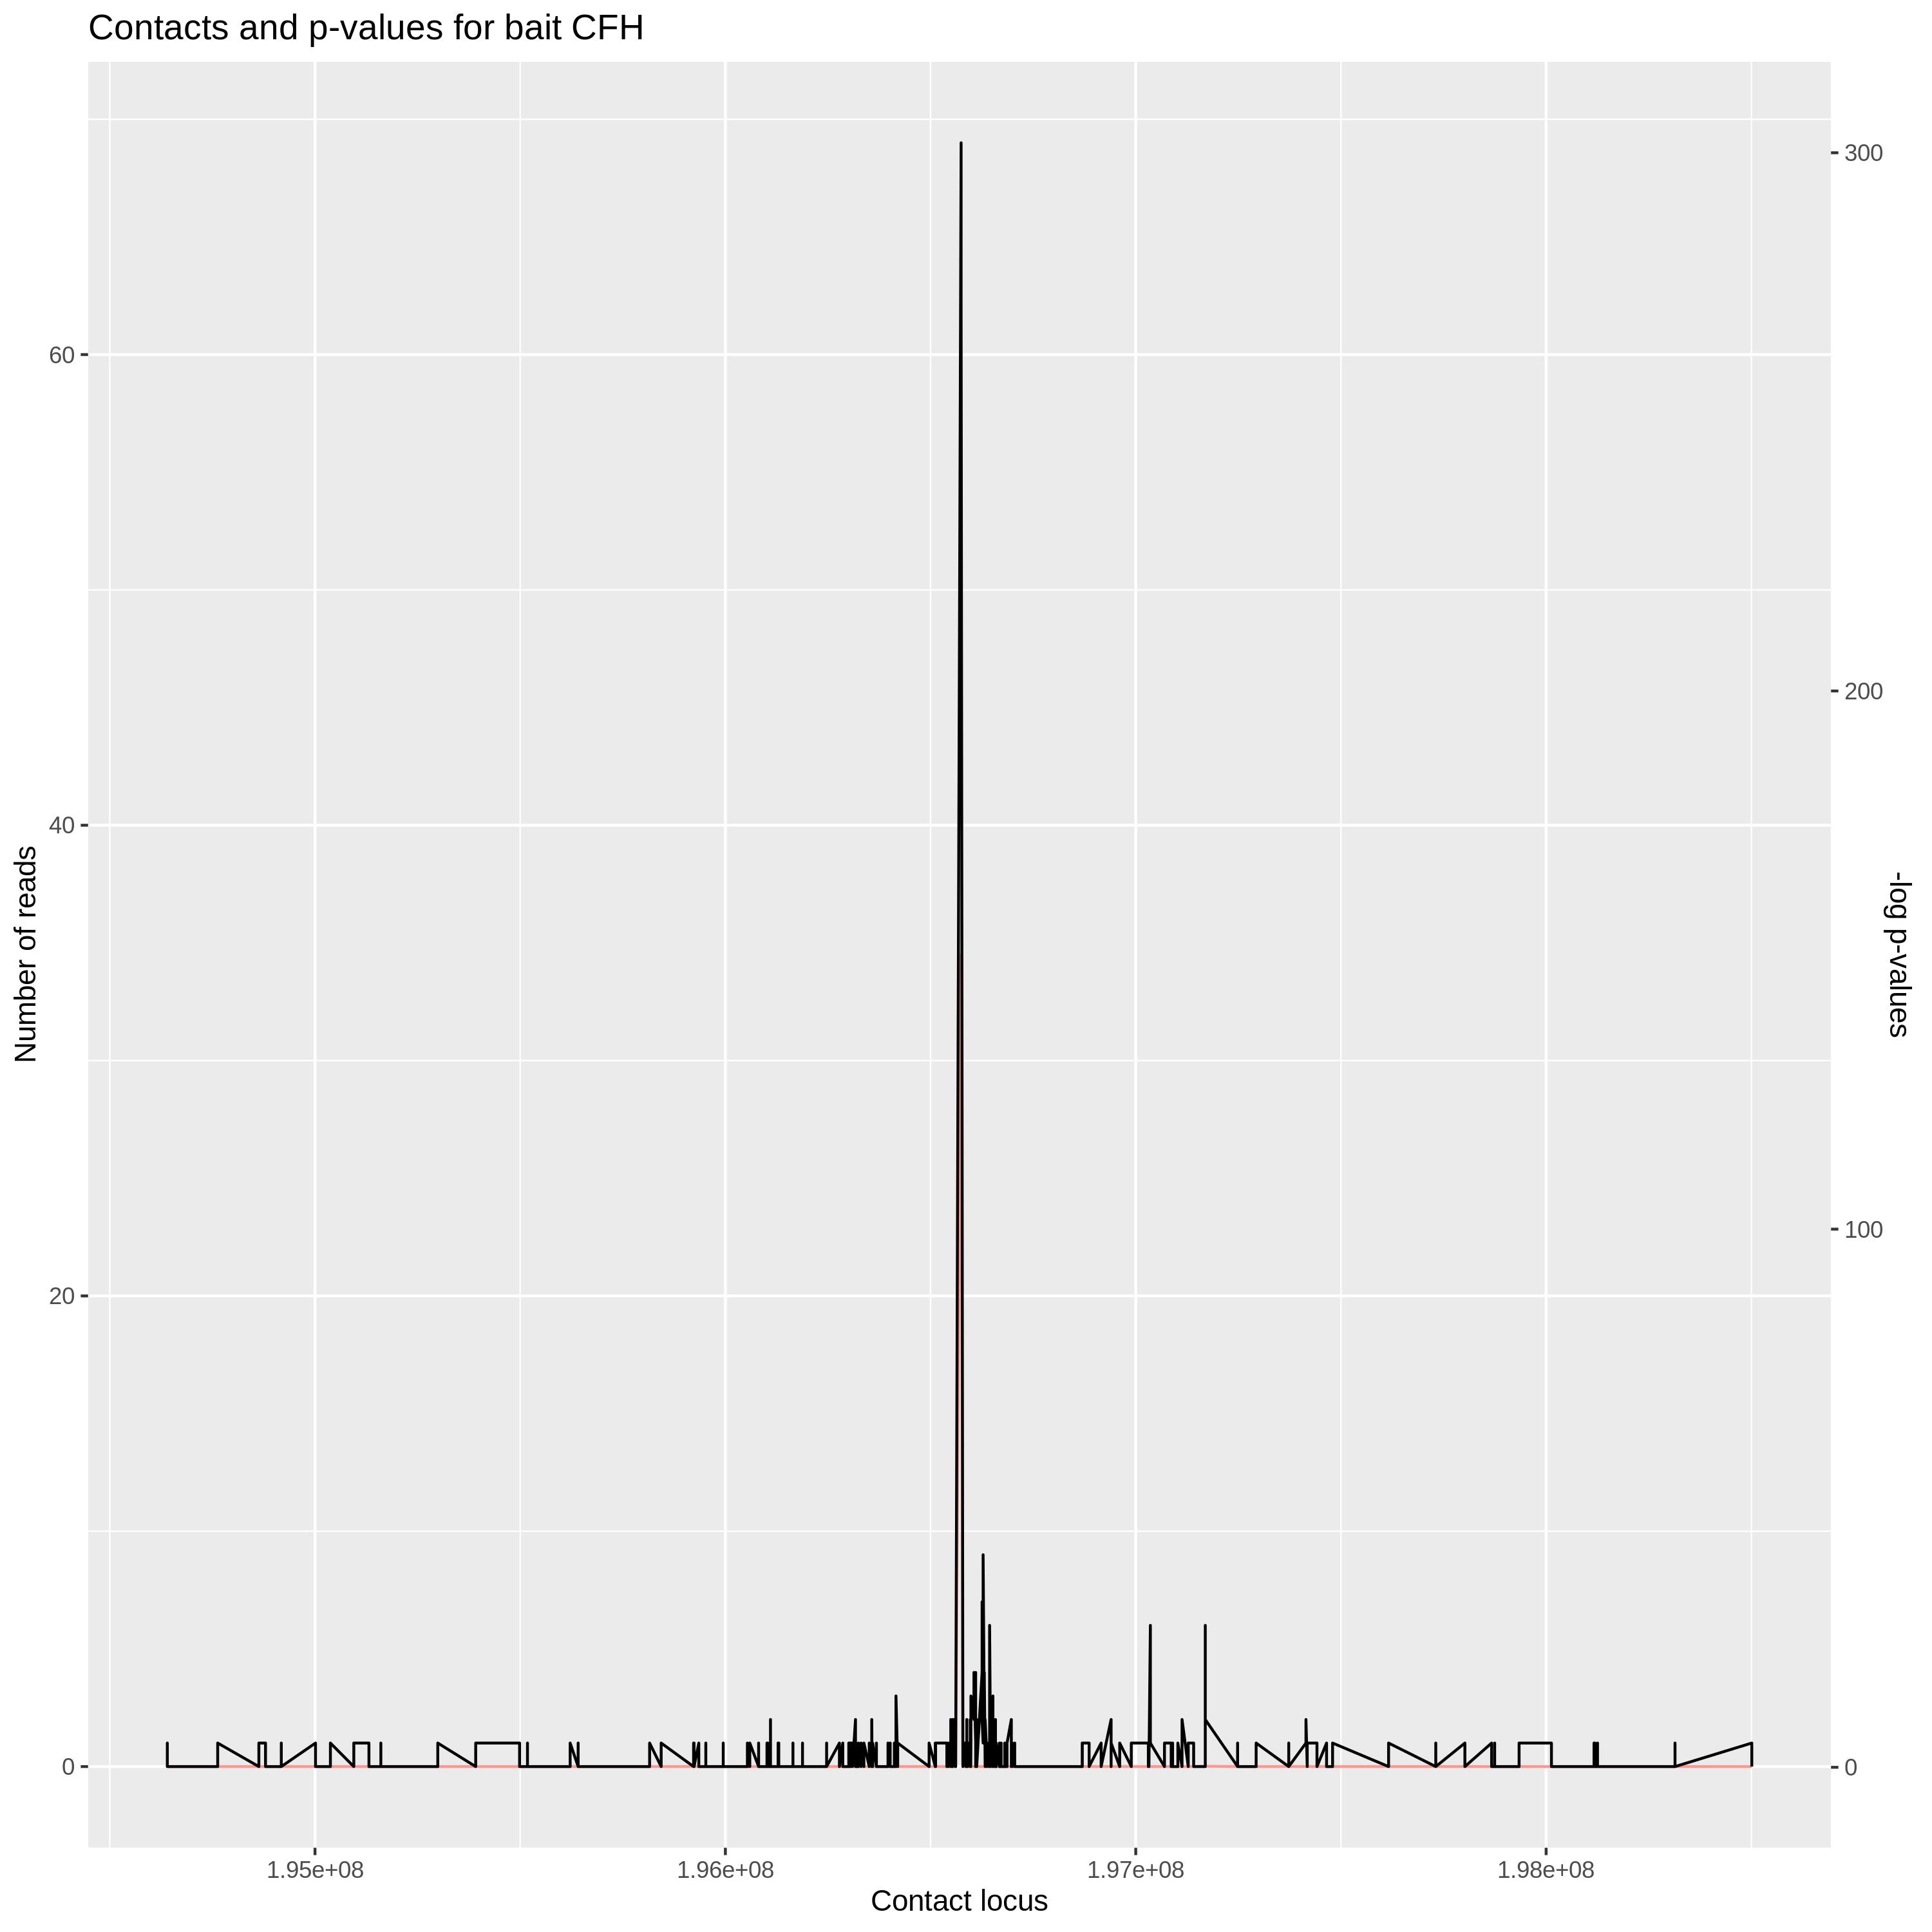 Contacts and p-values for bait CFH
300
60
200
40
Number of reads
-log p-values
100
20
0
0
1.95e+08
1.96e+08
1.97e+08
1.98e+08
Contact locus